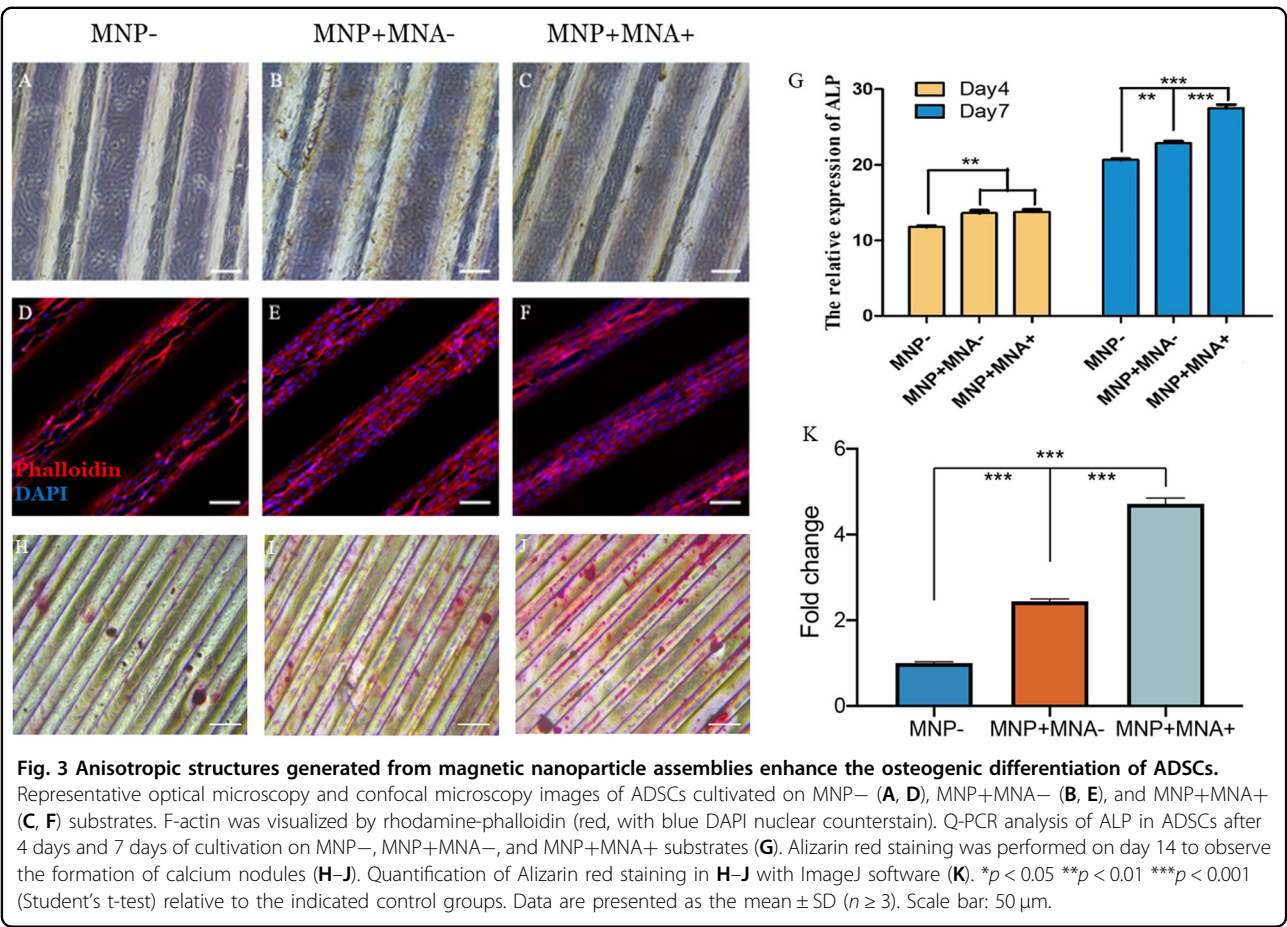 MNP-
MNP+MNA-
MNP+MNA+
A
B
C
D
Phalloidin
DAPI
E
F
H
I
J
G
Day4
Day7
The relative expression of ALP
30
20
10
0
**
**
***
***
MNP-
MNP+MNA-
MNP+MNA+
MNP-
MNP+MNA-
MNP+MNA+
K
Fold change
6
4
2
0
***
***
***
MNP-
MNP+MNA-
MNP+MNA+
Fig. 3 Anisotropic structures generated from magnetic nanoparticle assemblies enhance the osteogenic differentiation of ADSCs.
Representative optical microscopy and confocal microscopy images of ADSCs cultivated on MNP− (A, D), MNP+MNA− (B, E), and MNP+MNA+
(C, F) substrates. F-actin was visualized by rhodamine-phalloidin (red, with blue DAPI nuclear counterstain). Q-PCR analysis of ALP in ADSCs after
4 days and 7 days of cultivation on MNP−, MNP+MNA−, and MNP+MNA+ substrates (G). Alizarin red staining was performed on day 14 to observe
the formation of calcium nodules (H–J). Quantification of Alizarin red staining in H–J with ImageJ software (K). *p < 0.05 **p < 0.01 ***p < 0.001
(Student's t-test) relative to the indicated control groups. Data are presented as the mean ± SD (n ≥ 3). Scale bar: 50 μm.